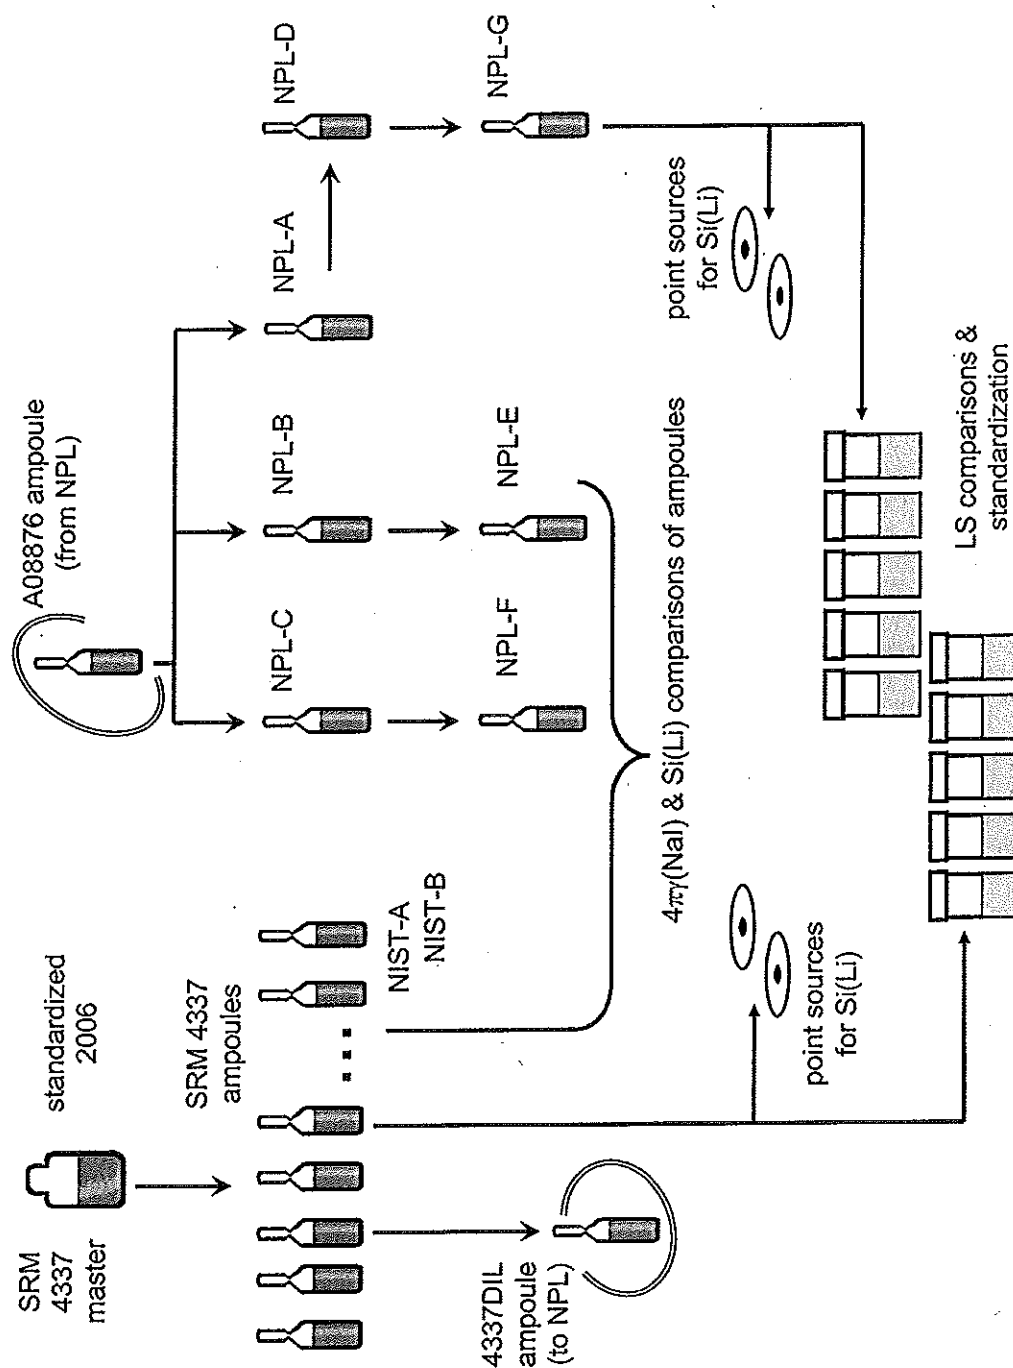 SRM
4337
master
standardized
2006
SRM 4337
ampoules
NIST-A
NIST-B
4337DIL
ampoule
(to NPL)
point sources
for Si(Li)
A08876 ampoule
(from NPL)
NPL-C
NPL-B
NPL-A
NPL-D
NPL-F
NPL-E
NPL-G
4πγ(NaI) & Si(Li) comparisons of ampoules
point sources
for Si(Li)
LS comparisons &
standardization